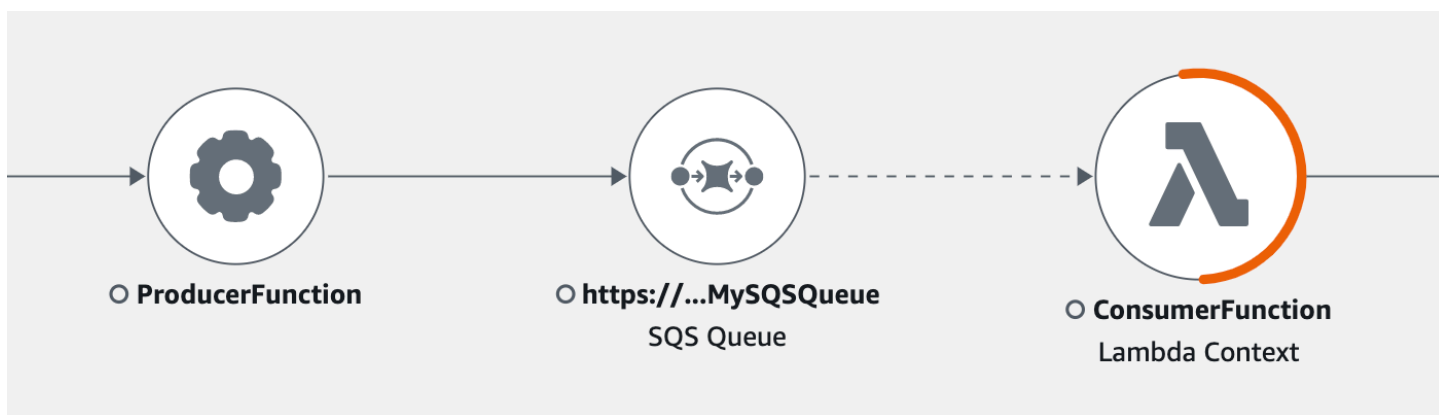 ProducerFunction
https://...MySQSQueue
SQS Queue
ConsumerFunction
Lambda Context